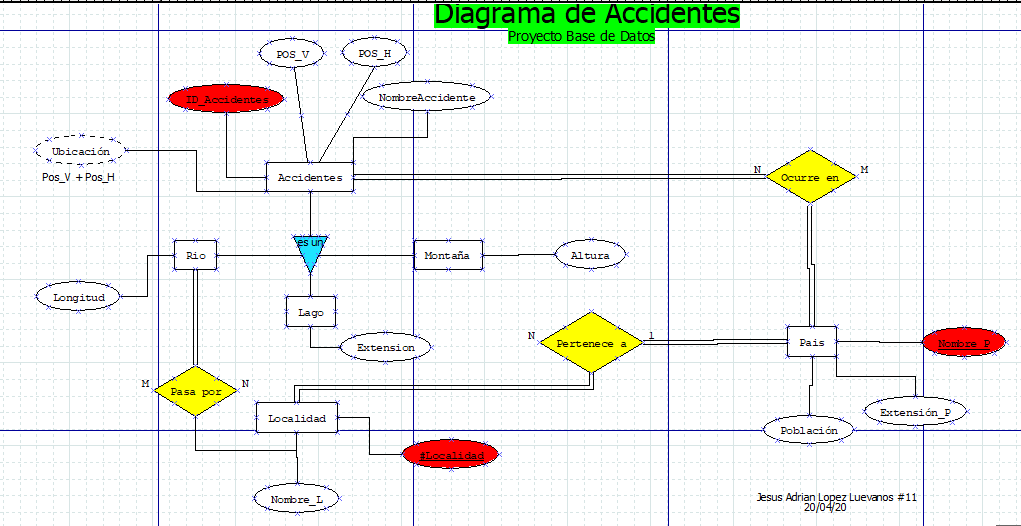 Diagrama de Accidentes
Proyecto Base de Datos
POS_V
POS_H
ID_Accidentes
NombreAccidente
Ubicación
Pos_V + Pos_H
Accidentes
N
Ocurre en
M
Rio
es un
Montaña
Altura
Longitud
Lago
Extension
N
Pertenece a
1
Pais
Nombre_P
M
Pasa por
N
Localidad
Extensión_P
Población
#Localidad
Nombre_L
Jesus Adrian Lopez Luevanos #11
20/04/20